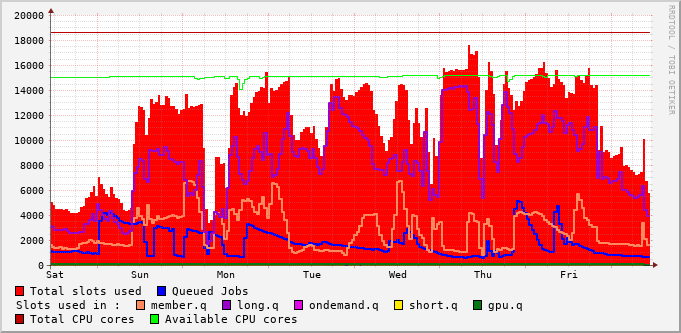 20000
18000
16000
14000
12000
10000
8000
6000
4000
2000
0
Sat Sun Mon Tue Wed Thu Fri
RRDTOOL / TOBI OETIKER
Total slots used Queued Jobs
Slots used in : member.q long.q ondemand.q short.q gpu.q
Total CPU cores Available CPU cores